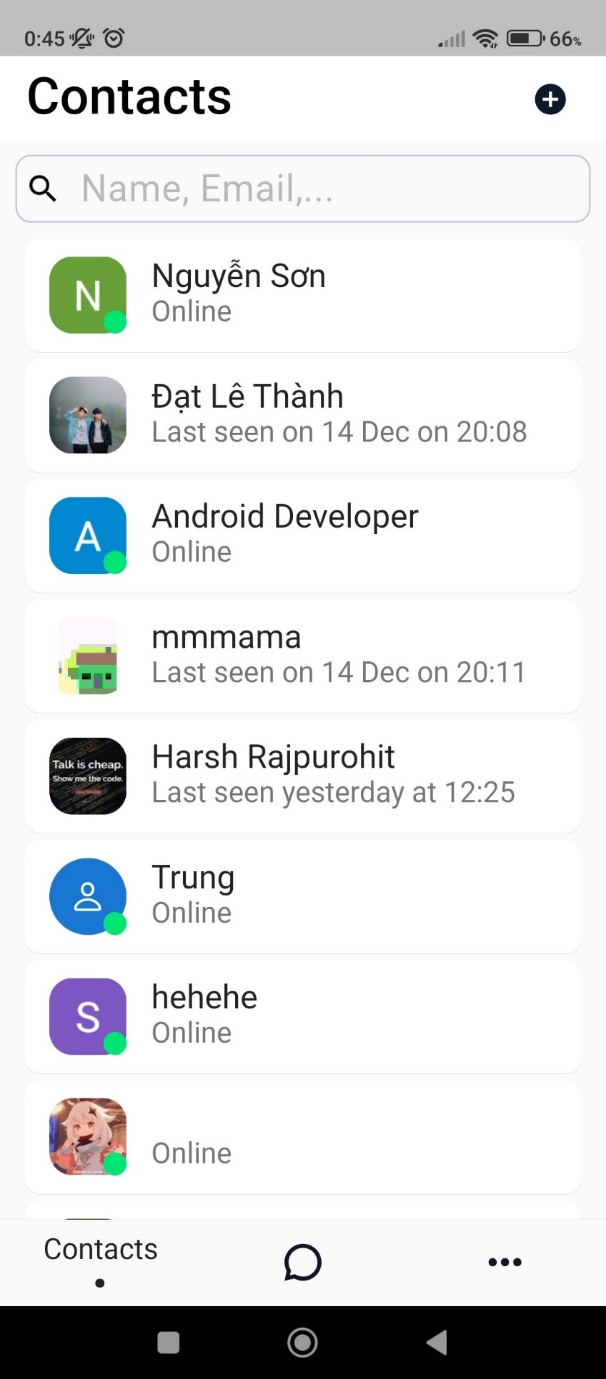 0:45
66%
Contacts
Name, Email,...
N
Nguyễn Sơn
Online
Đạt Lê Thành
Last seen on 14 Dec on 20:08
A
Android Developer
Online
mmmama
Last seen on 14 Dec on 20:11
Talk is cheap.
Show me the code.
Harsh Rajpurohit
Last seen yesterday at 12:25
Trung
Online
S
hehehe
Online
Online
Contacts